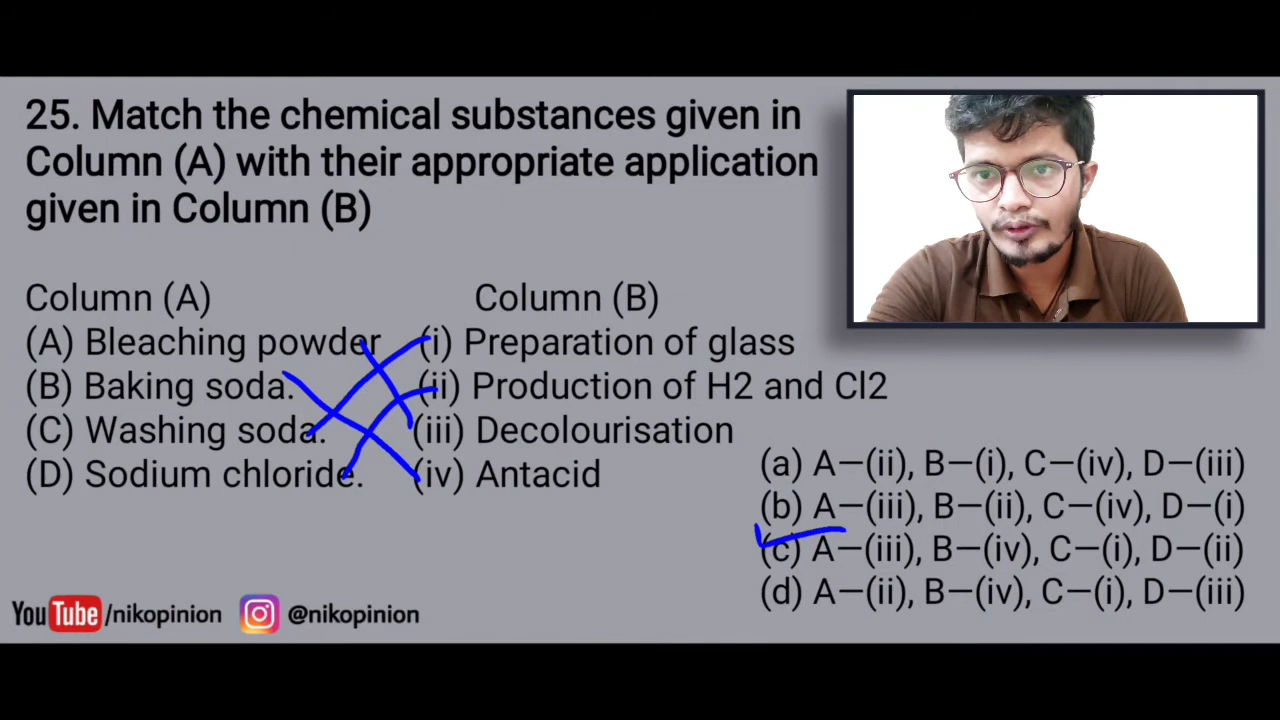 25. Match the chemical substances given in
Column (A) with their appropriate application
given in Column (B)
Column (A) Column (B)
(A) Bleaching powder (i) Preparation of glass
(B) Baking soda. (ii) Production of H2 and Cl2
(C) Washing soda. (iii) Decolourisation
(D) Sodium chloride. (iv) Antacid
(a) A–(ii), B–(i), C–(iv), D–(iii)
(b) A–(iii), B–(ii), C–(iv), D–(i)
(c) A–(iii), B–(iv), C–(i), D–(ii)
(d) A–(ii), B–(iv), C–(i), D–(iii)
YouTube/nikopinion @nikopinion